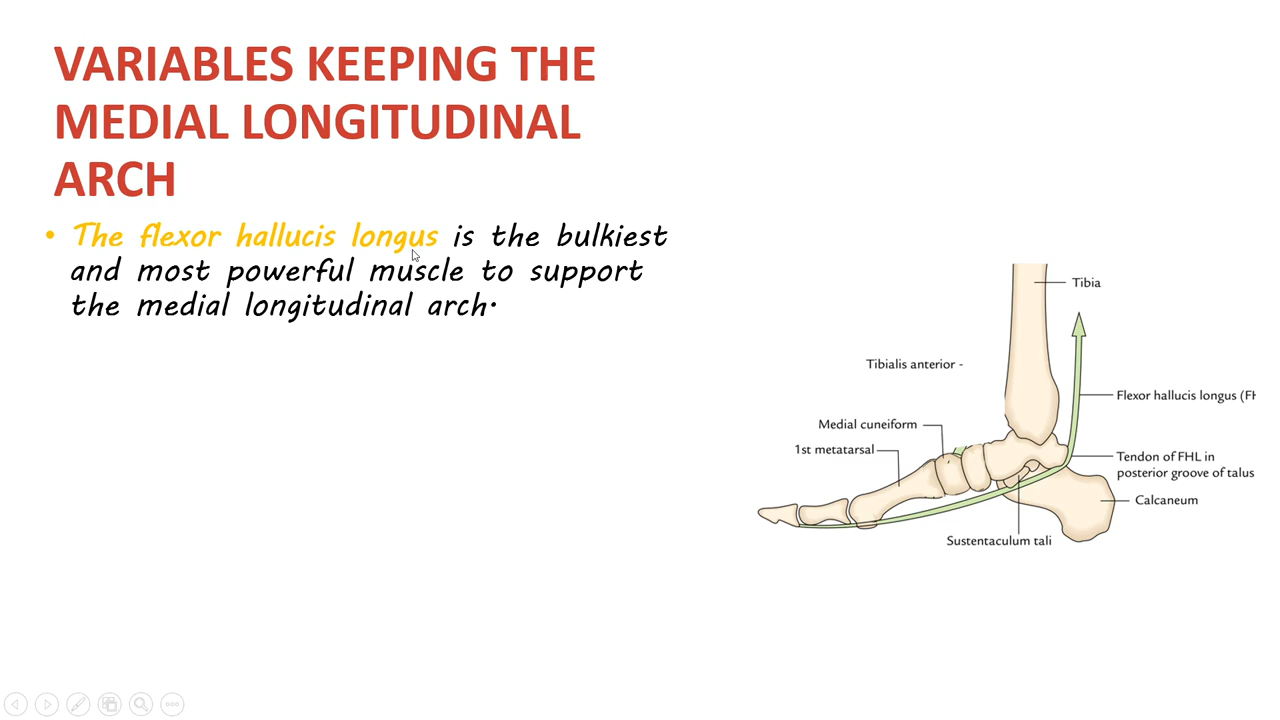 VARIABLES KEEPING THE
MEDIAL LONGITUDINAL
ARCH
• The flexor hallucis longus is the bulkiest
and most powerful muscle to support
the medial longitudinal arch.
Tibia
Tibialis anterior -
Flexor hallucis longus (FH
Medial cuneiform
1st metatarsal
Tendon of FHL in
posterior groove of talus
Calcaneum
Sustentaculum tali